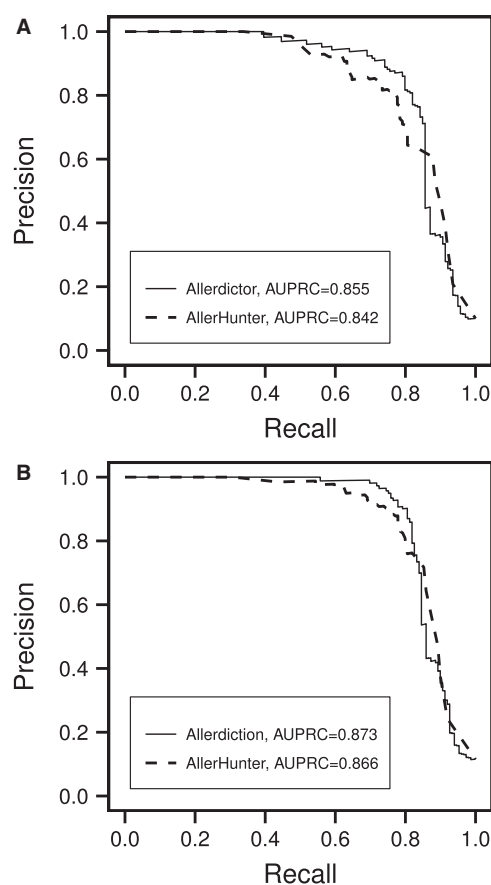 A
1.0
0.8
0.6
0.4
0.2
0.0
Precision
Allerdictor, AUPRC=0.855
AllerHunter, AUPRC=0.842
0.0 0.2 0.4 0.6 0.8 1.0
Recall
B
1.0
0.8
0.6
0.4
0.2
0.0
Precision
Allerdiction, AUPRC=0.873
AllerHunter, AUPRC=0.866
0.0 0.2 0.4 0.6 0.8 1.0
Recall